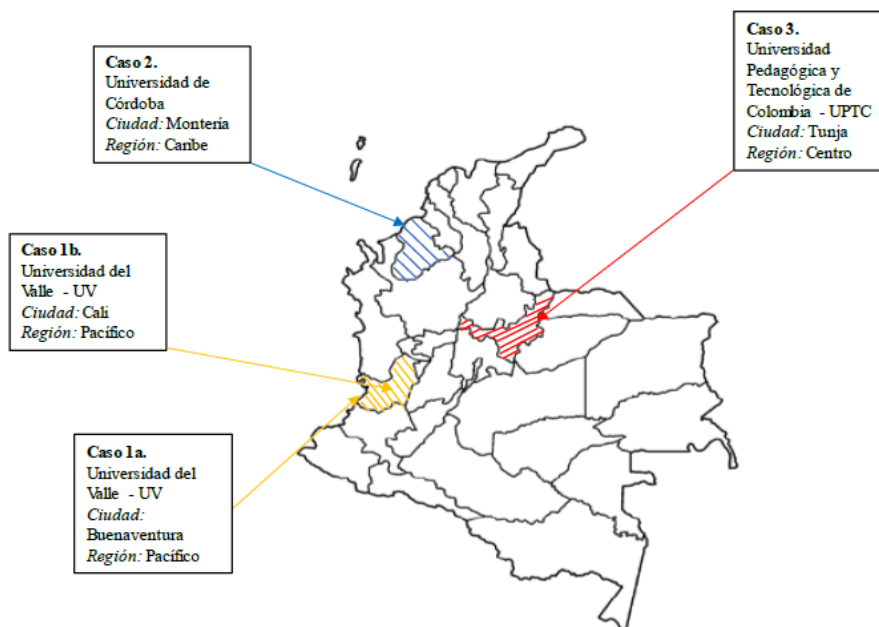 Caso 2.
Universidad de
Córdoba
Ciudad: Montería
Región: Caribe
Caso 3.
Universidad
Pedagógica y
Tecnológica de
Colombia - UPTC
Ciudad: Tunja
Región: Centro
Caso 1b.
Universidad del
Valle - UV
Ciudad: Cali
Región: Pacífico
Caso 1a.
Universidad del
Valle - UV
Ciudad:
Buenaventura
Región: Pacífico